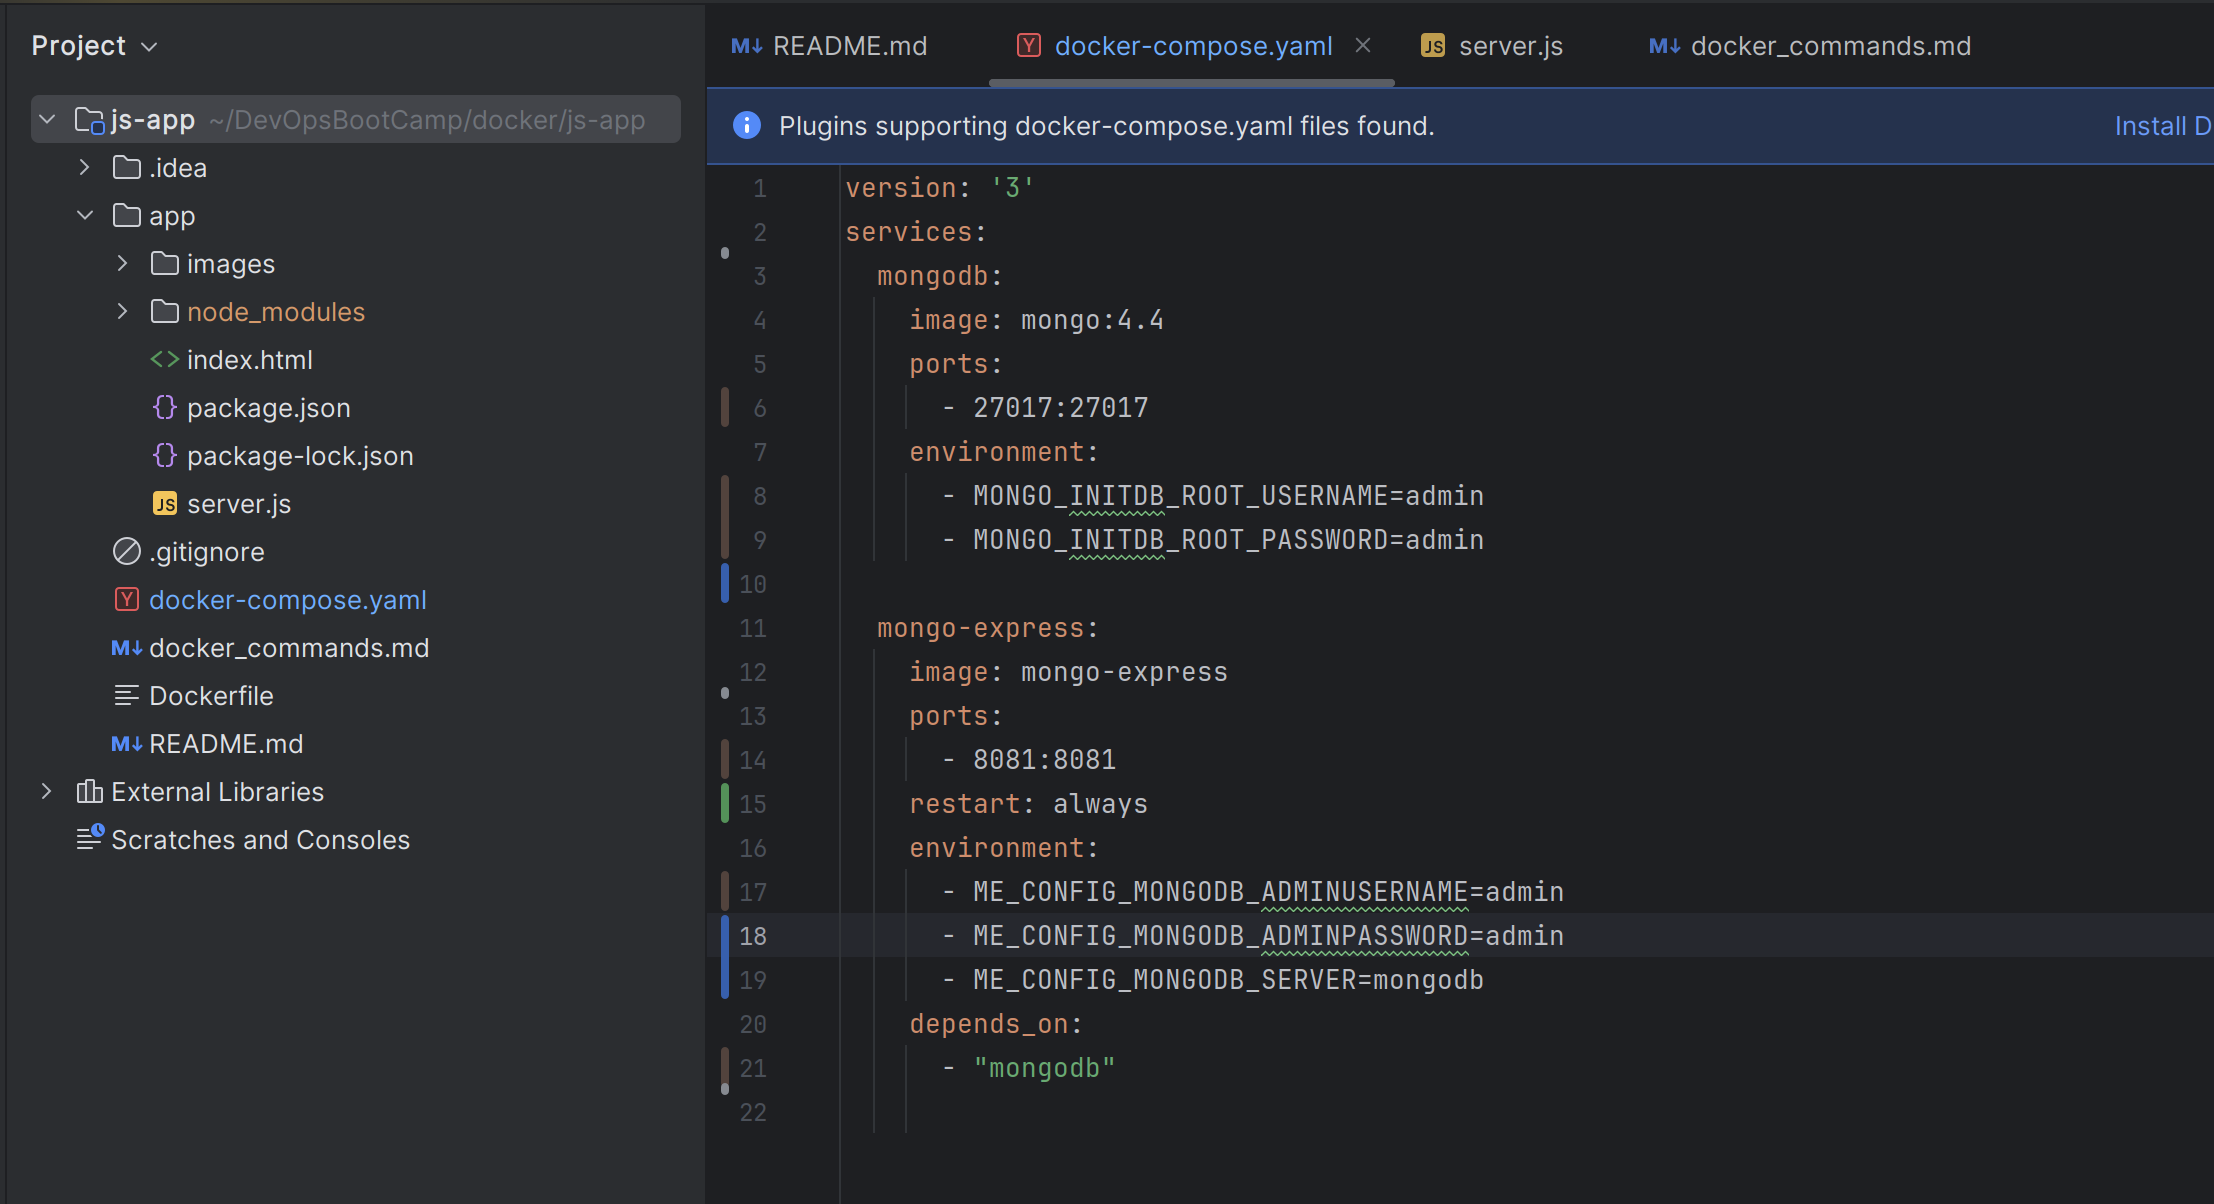 Project
js-app ~/DevOpsBootCamp/docker/js-app
.idea
app
images
node_modules
index.html
package.json
package-lock.json
server.js
.gitignore
docker-compose.yaml
docker_commands.md
Dockerfile
README.md
External Libraries
Scratches and Consoles
README.md docker-compose.yaml server.js docker_commands.md
Plugins supporting docker-compose.yaml files found. Install D
1 version: '3'
2 services:
3 mongodb:
4 image: mongo:4.4
5 ports:
6 - 27017:27017
7 environment:
8 - MONGO_INITDB_ROOT_USERNAME=admin
9 - MONGO_INITDB_ROOT_PASSWORD=admin
10
11 mongo-express:
12 image: mongo-express
13 ports:
14 - 8081:8081
15 restart: always
16 environment:
17 - ME_CONFIG_MONGODB_ADMINUSERNAME=admin
18 - ME_CONFIG_MONGODB_ADMINPASSWORD=admin
19 - ME_CONFIG_MONGODB_SERVER=mongodb
20 depends_on:
21 - "mongodb"
22